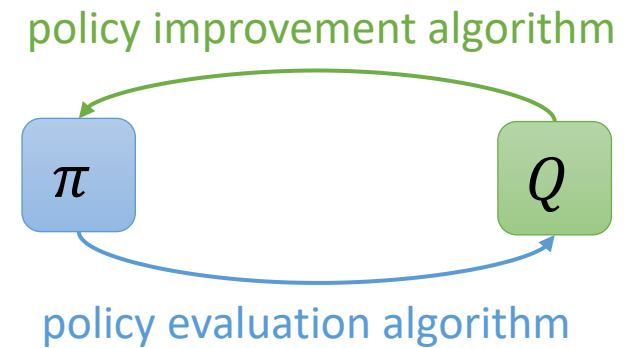 policy improvement algorithm
π Q
policy evaluation algorithm